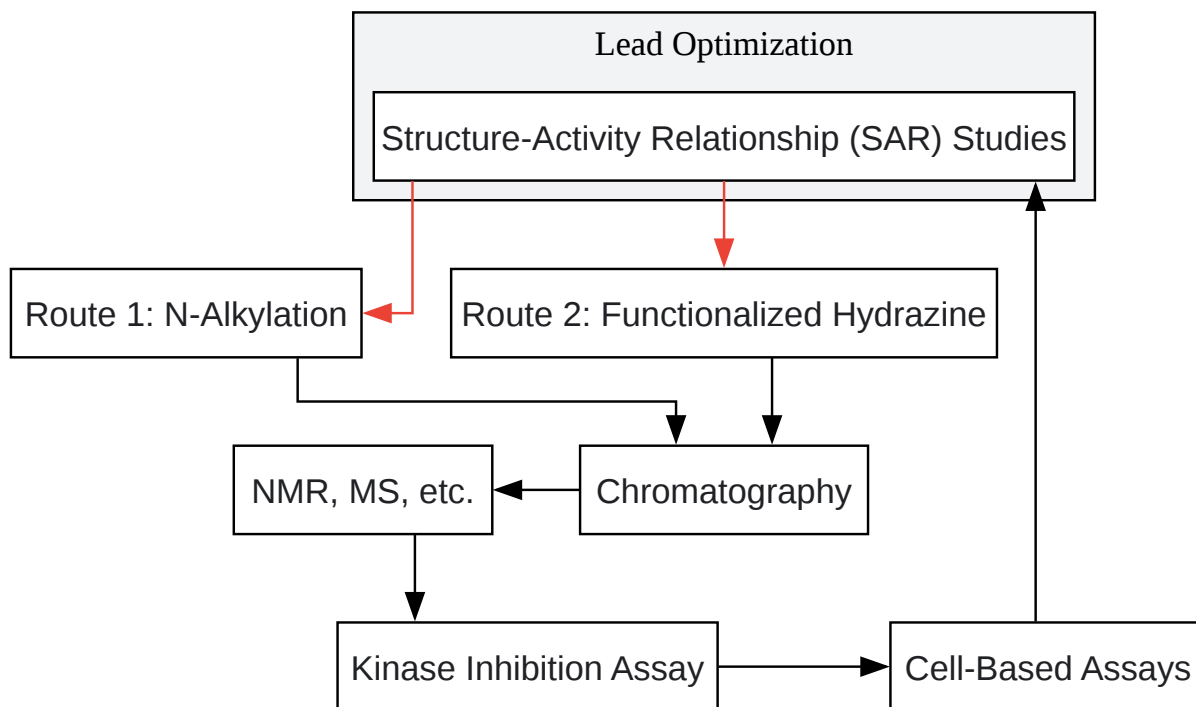 Lead Optimization
Structure-Activity Relationship (SAR) Studies
Route 1: N-Alkylation
Route 2: Functionalized Hydrazine
NMR, MS, etc.
Chromatography
Kinase Inhibition Assay
Cell-Based Assays